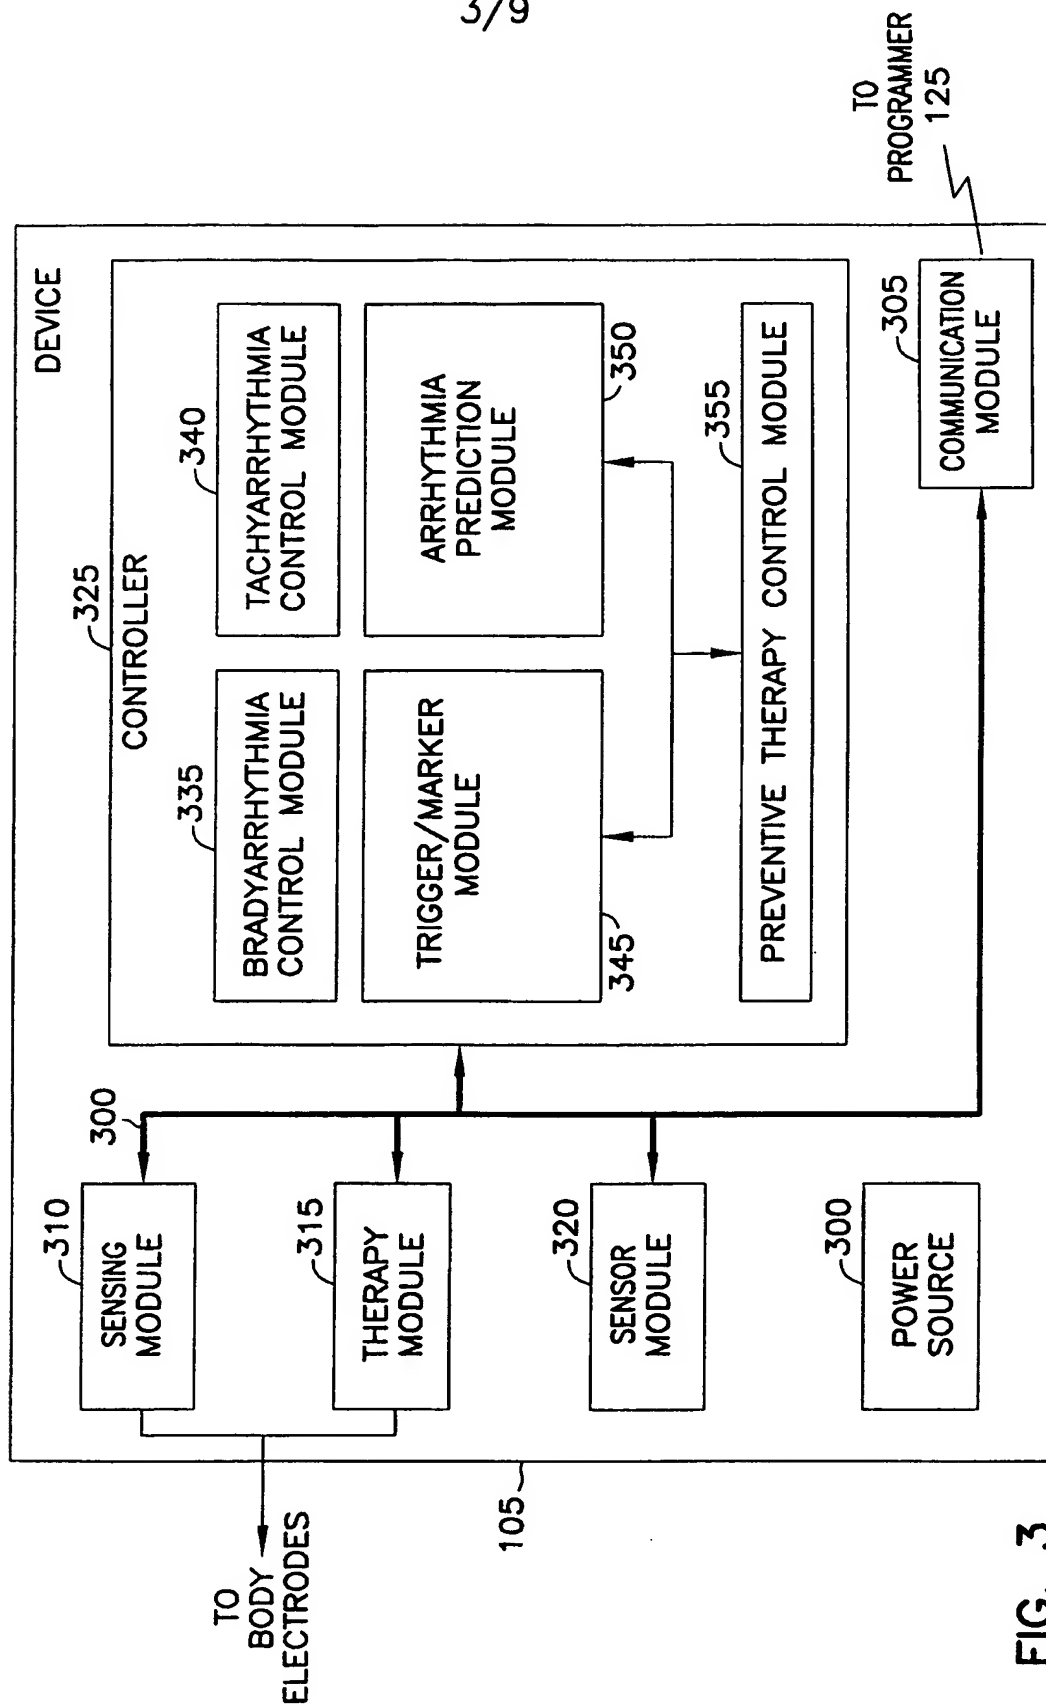 3/9
DEVICE
325
CONTROLLER
335
BRADYARRHYTHMIA
CONTROL MODULE
340
TACHYARRHYTHMIA
CONTROL MODULE
TRIGGER/MARKER
MODULE
345
ARRHYTHMIA
PREDICTION
MODULE
350
355
PREVENTIVE THERAPY CONTROL MODULE
300
310
SENSING
MODULE
315
THERAPY
MODULE
320
SENSOR
MODULE
300
POWER
SOURCE
305
COMMUNICATION
MODULE
TO
PROGRAMMER
125
TO
BODY
ELECTRODES
105
FIG. 3